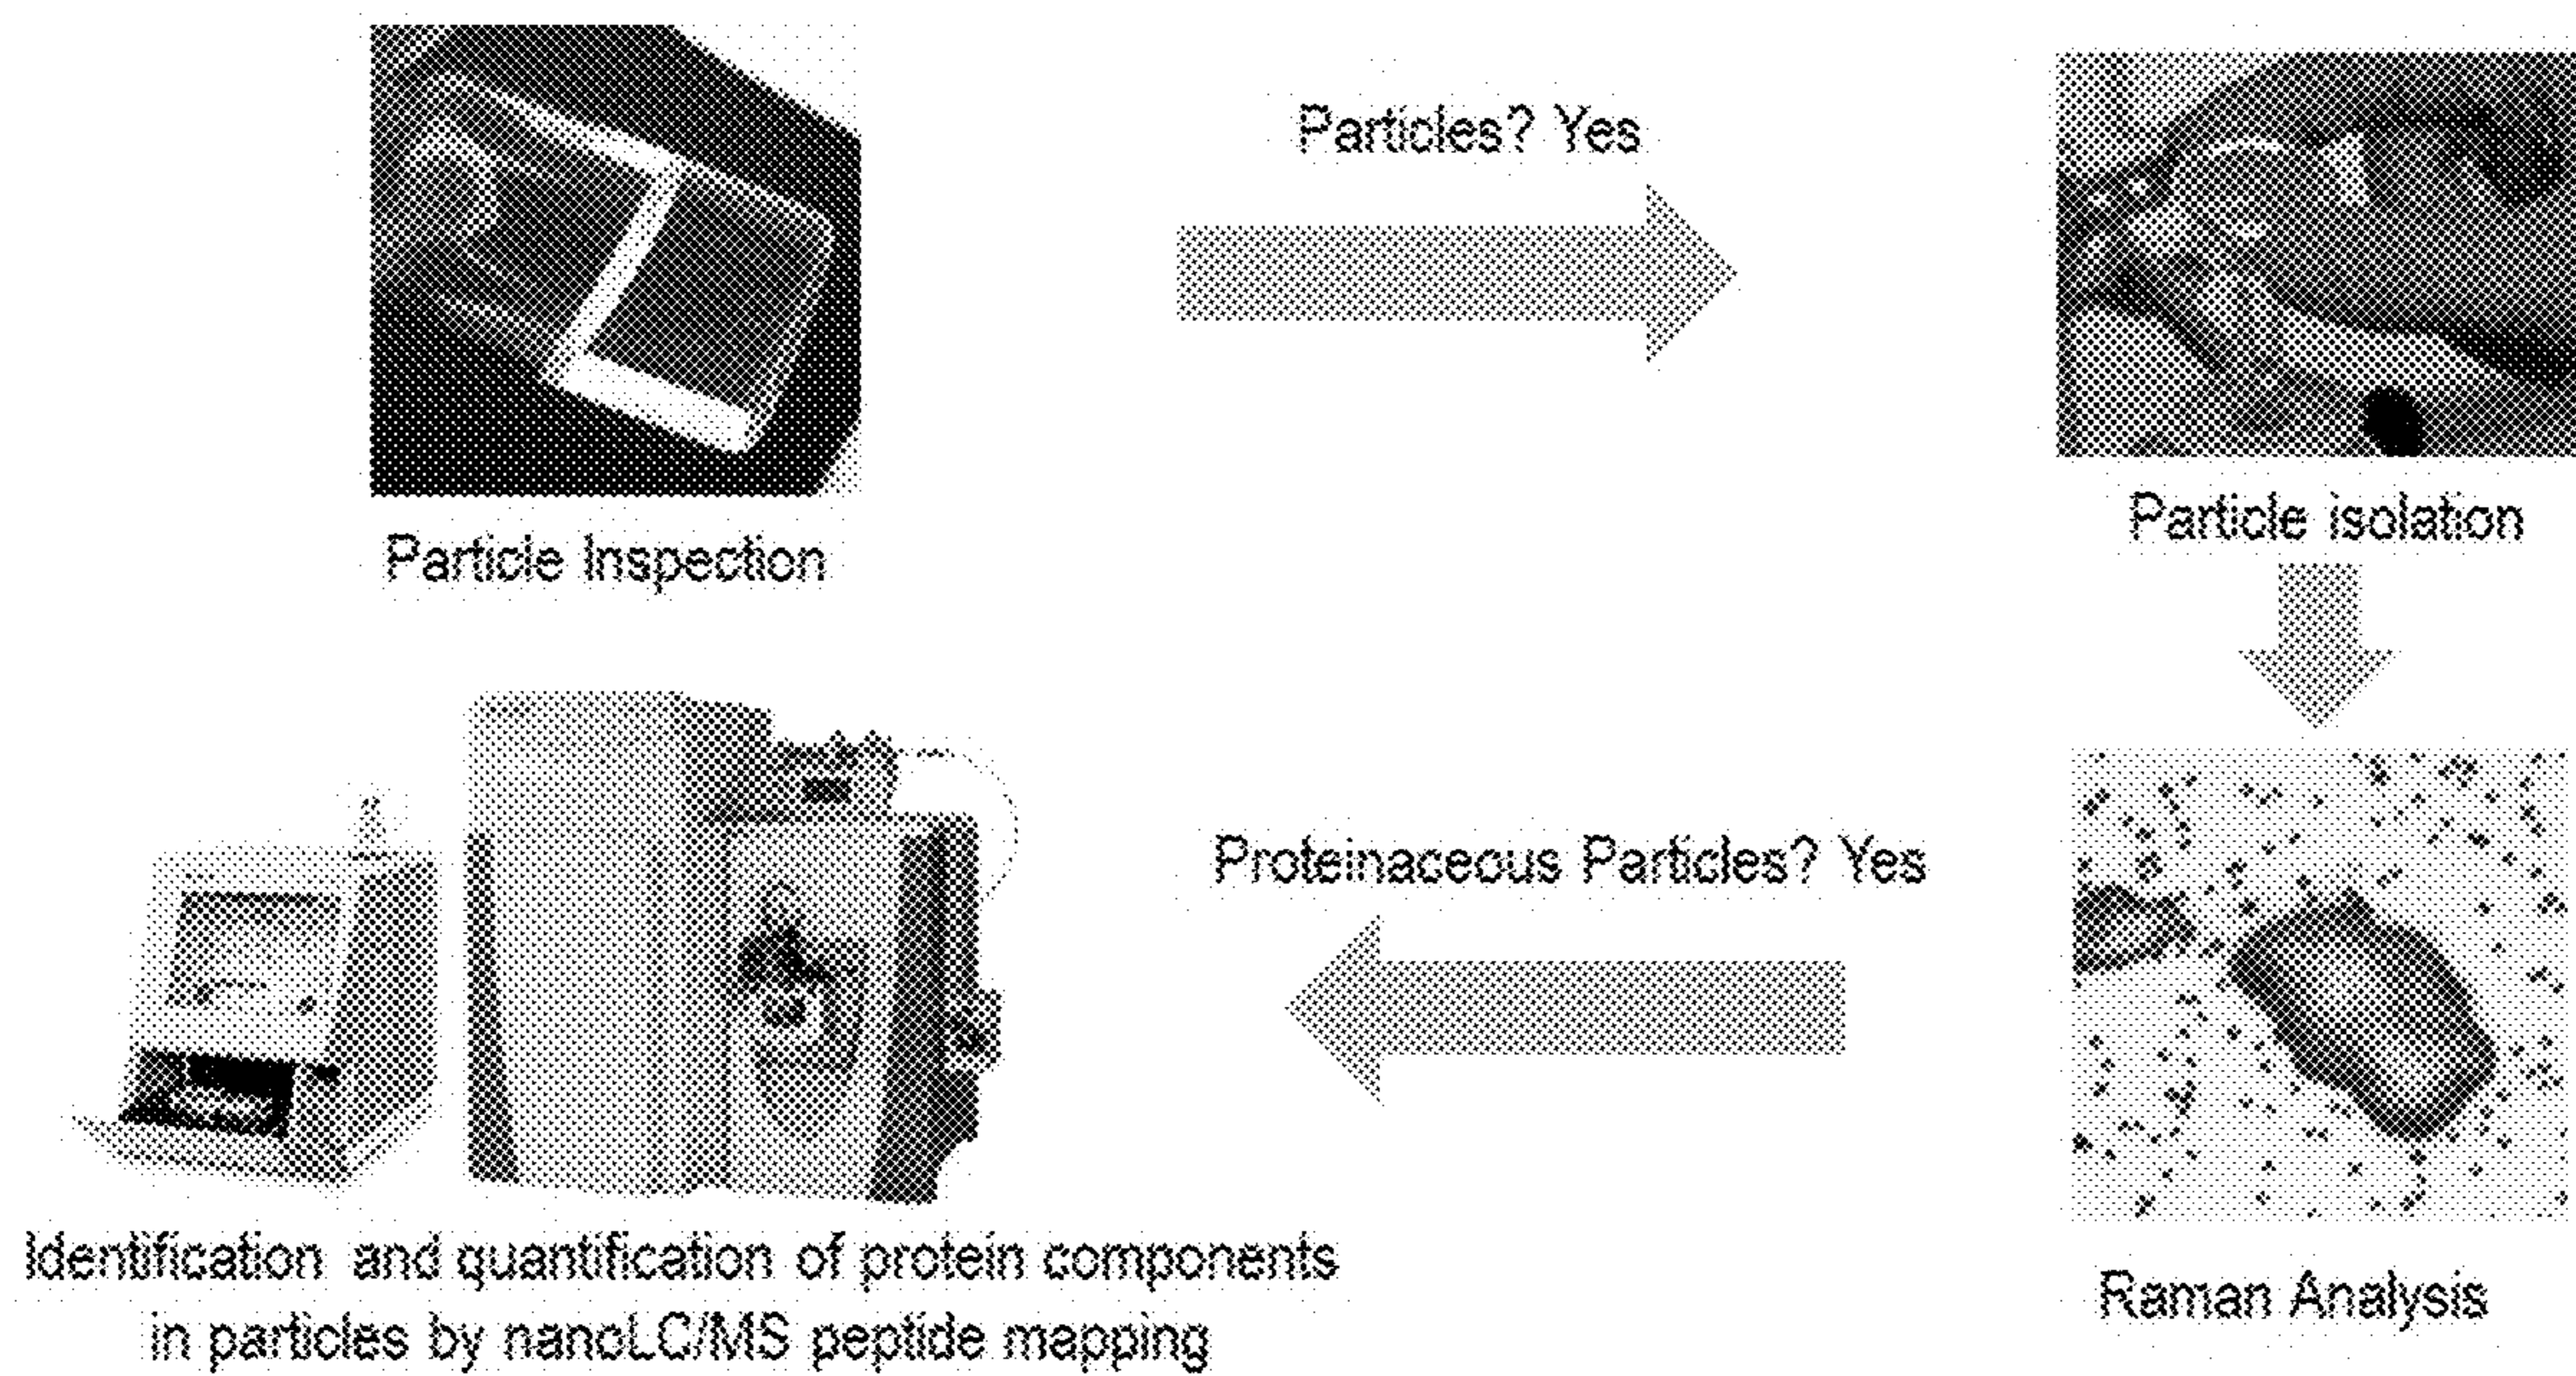 Particles? Yes
Particle Inspection
Particle isolation
Proteinaceous Particles? Yes
Identification and quantification of protein components
in particles by nanoLC/MS peptide mapping
Raman Analysis